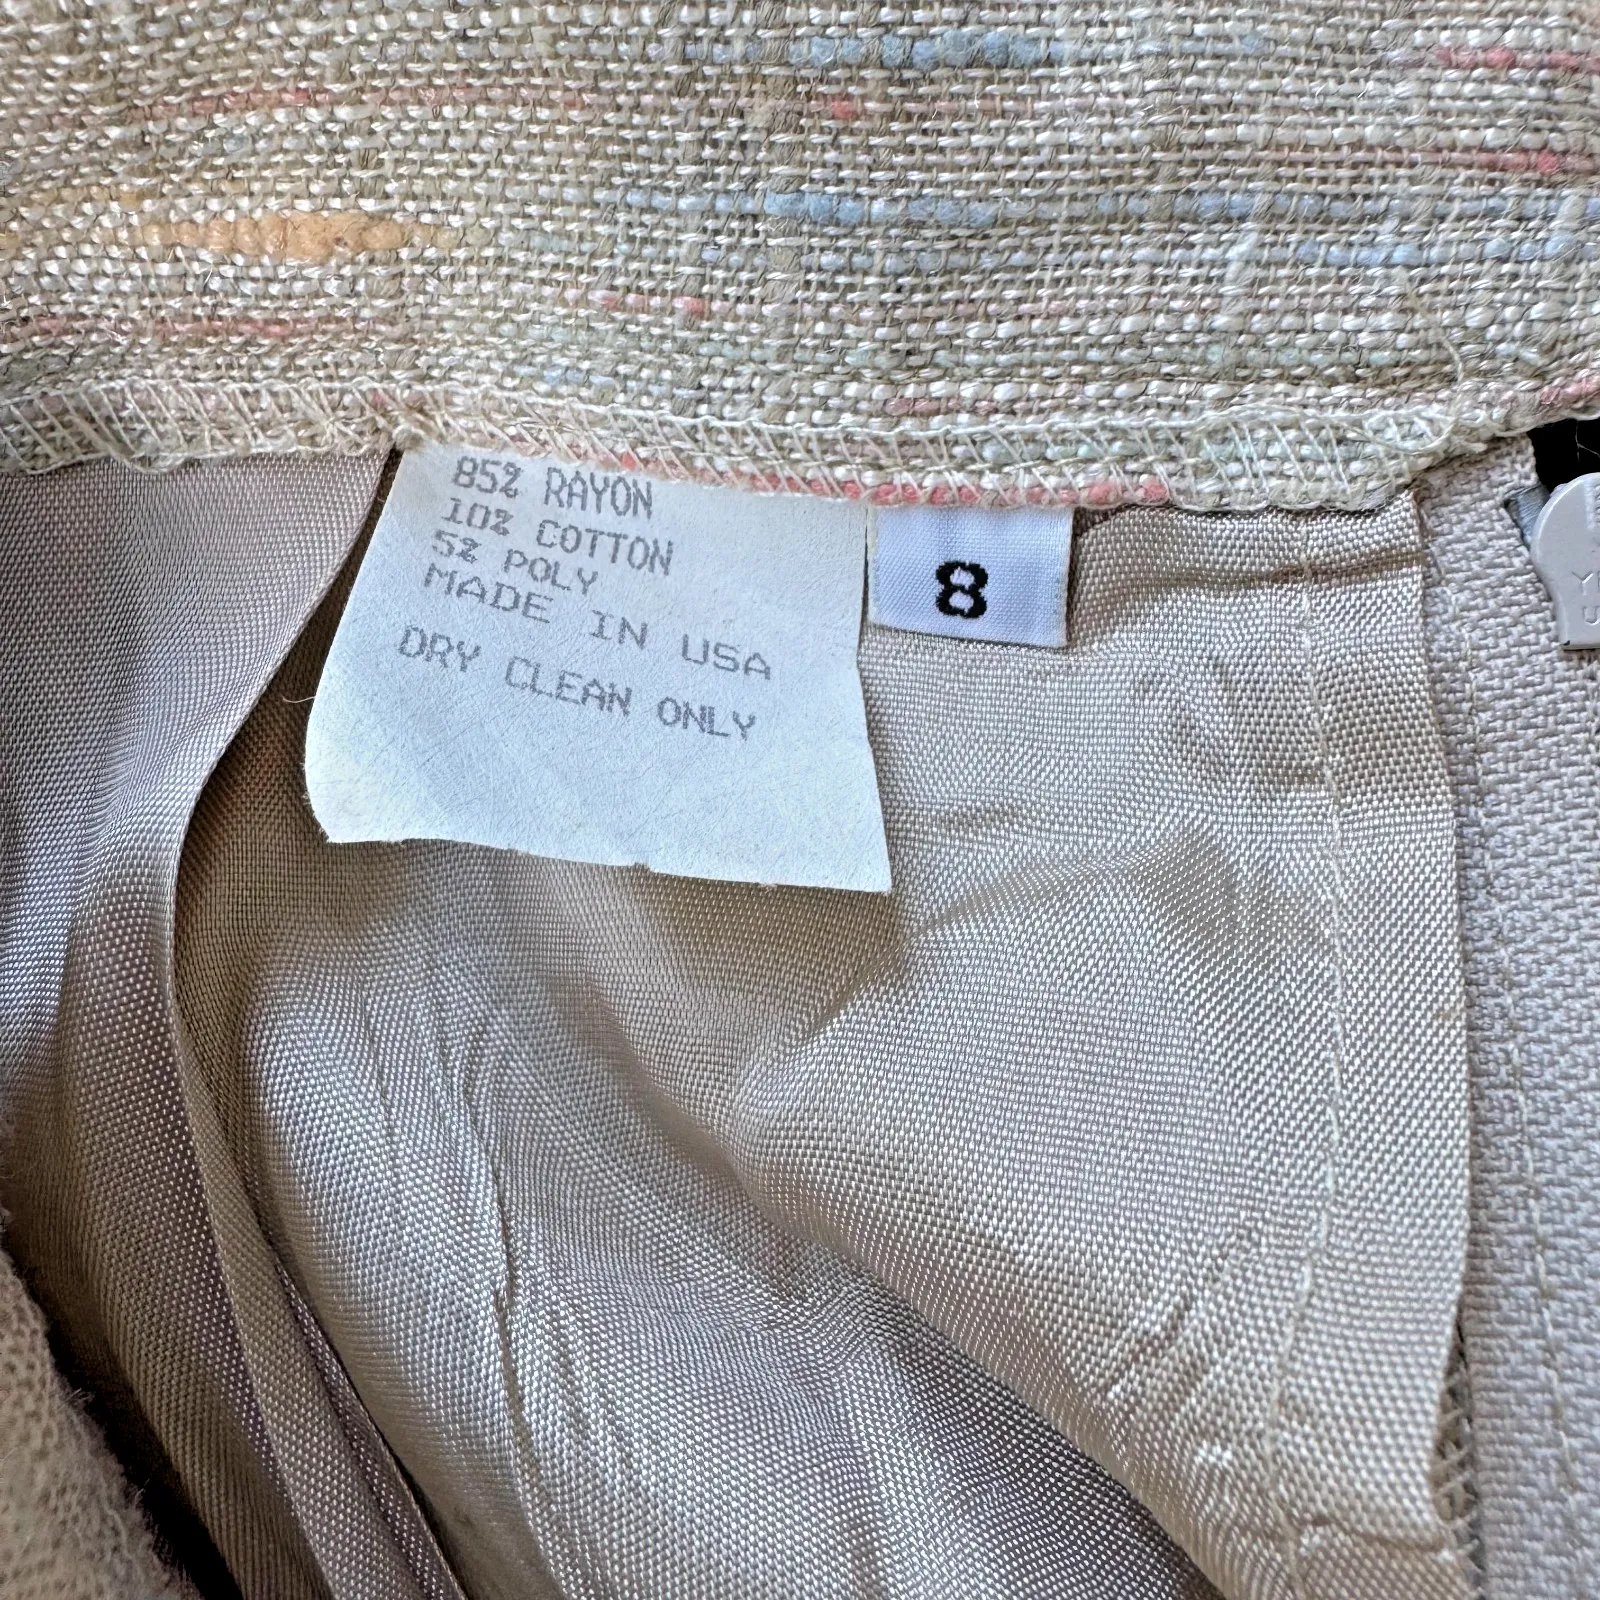 85% RAYON
10% COTTON
5% POLY
MADE IN USA
DRY CLEAN ONLY
8